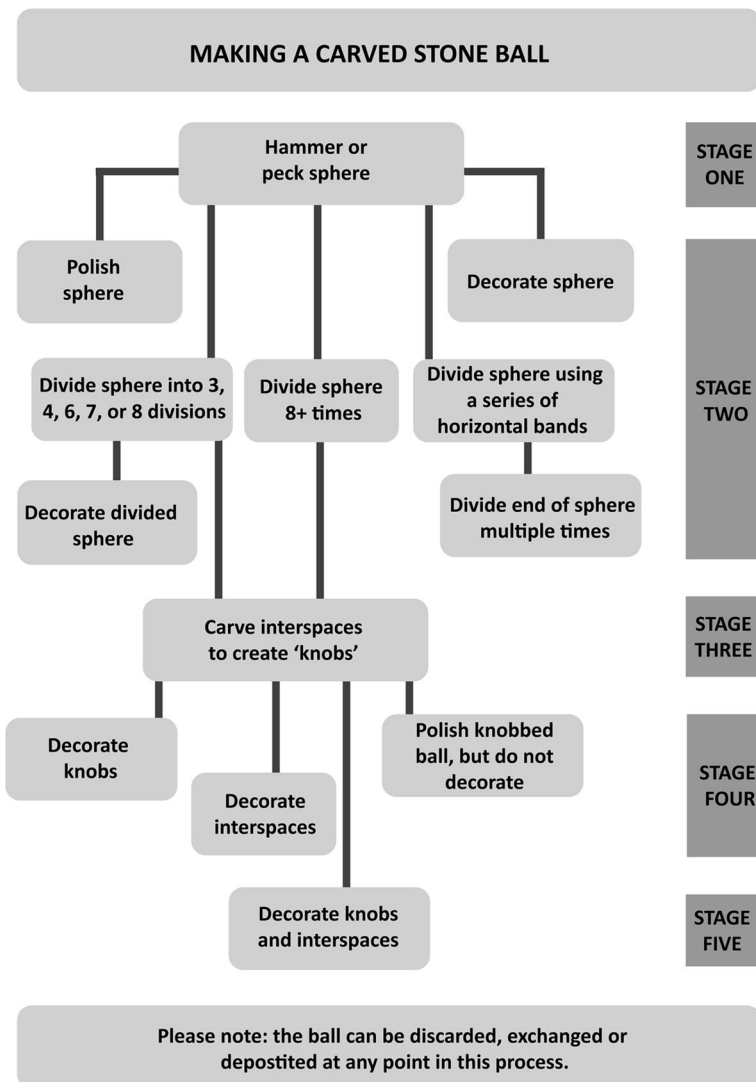 MAKING A CARVED STONE BALL
Hammer or
peck sphere
STAGE
ONE
Polish
sphere
Decorate sphere
Divide sphere into 3,
4, 6, 7, or 8 divisions
Divide sphere
8+ times
Divide sphere using
a series of
horizontal bands
STAGE
TWO
Decorate divided
sphere
Divide end of sphere
multiple times
Carve interspaces
to create ‘knobs’
STAGE
THREE
Decorate
knobs
Decorate
interspaces
Polish knobbed
ball, but do not
decorate
STAGE
FOUR
Decorate knobs
and interspaces
STAGE
FIVE
Please note: the ball can be discarded, exchanged or
depostited at any point in this process.